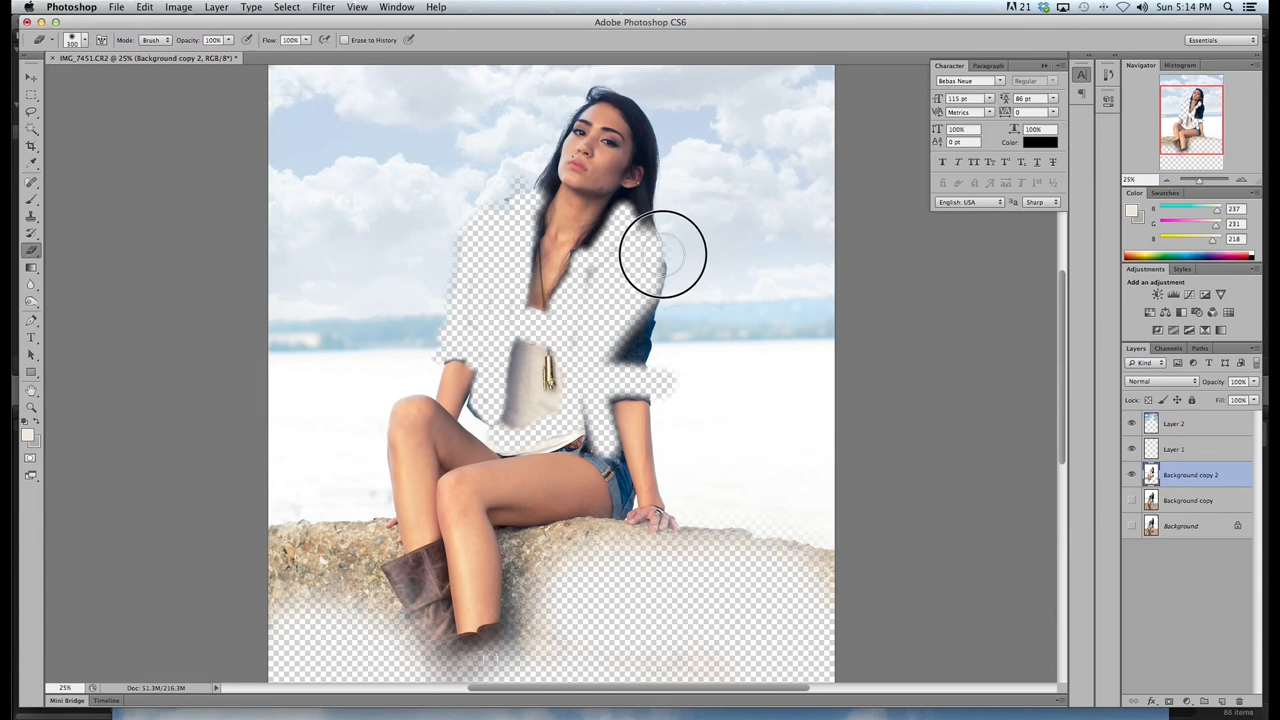 Photoshop File Edit Image Layer Type Select Filter View Window Help 21 Sun 5:14 PM
Adobe Photoshop CS6
300 Mode: Brush Opacity: 100% Flow: 100% Erase to History Essentials
IMG_7451.CR2 @ 25% (Background copy 2, RGB/8*) *
Character Paragraph
Bebas Neue Regular
115 pt 86 pt
Metrics 0
100% 100%
0 pt Color:
English: USA Sharp
Navigator Histogram
25%
Color Swatches
R 237
G 231
B 218
Adjustments Styles
Add an adjustment
Layers Channels Paths
Kind
Normal Opacity: 100%
Lock: Fill: 100%
Layer 2
Layer 1
Background copy 2
Background copy
Background
25% Doc: 51.3M/216.3M
Mini Bridge Timeline
88 items